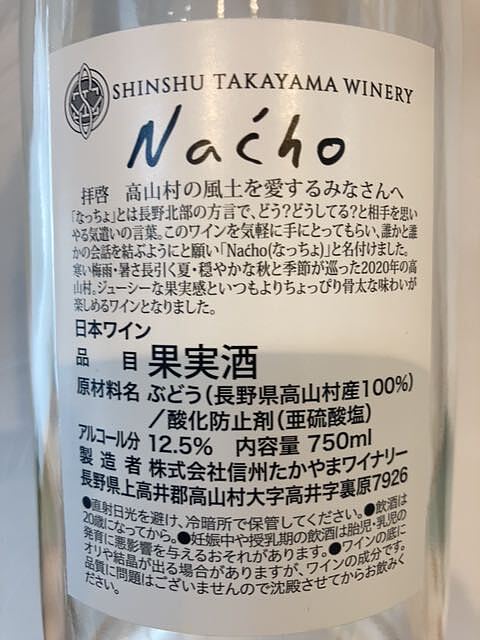 SHINSHU TAKAYAMA WINERY
Naćho
拝啓 高山村の風土を愛するみなさんへ
「なっちょ」とは長野北部の方言で、どう?どうしてる?と相手を思い
やる気遣いの言葉。このワインを気軽に手にとってもらい、誰かと誰
かの会話を結ぶようにと願い「Naćho(なっちょ)」と名付けました。
寒い梅雨・暑さ長引く夏・穏やかな秋と季節が巡った2020年の高
山村。ジューシーな果実感といつもよりちょっぴり骨太な味わいが
楽しめるワインとなりました。
日本ワイン
品 目 果実酒
原材料名 ぶどう(長野県高山村産100%)
/酸化防止剤(亜硫酸塩)
アルコール分 12.5% 内容量 750ml
製造者 株式会社信州たかやまワイナリー
長野県上高井郡高山村大字高井字裏原7926
●直射日光を避け、冷暗所で保管してください。●飲酒は
20歳になってから。●妊娠中や授乳期の飲酒は胎児・乳児の
発育に悪影響を与えるおそれがあります。●ワインの底に
オリや結晶が出る場合がありますが、ワインの成分です。
品質に問題はございませんので沈殿させてからお飲みく
ださい。